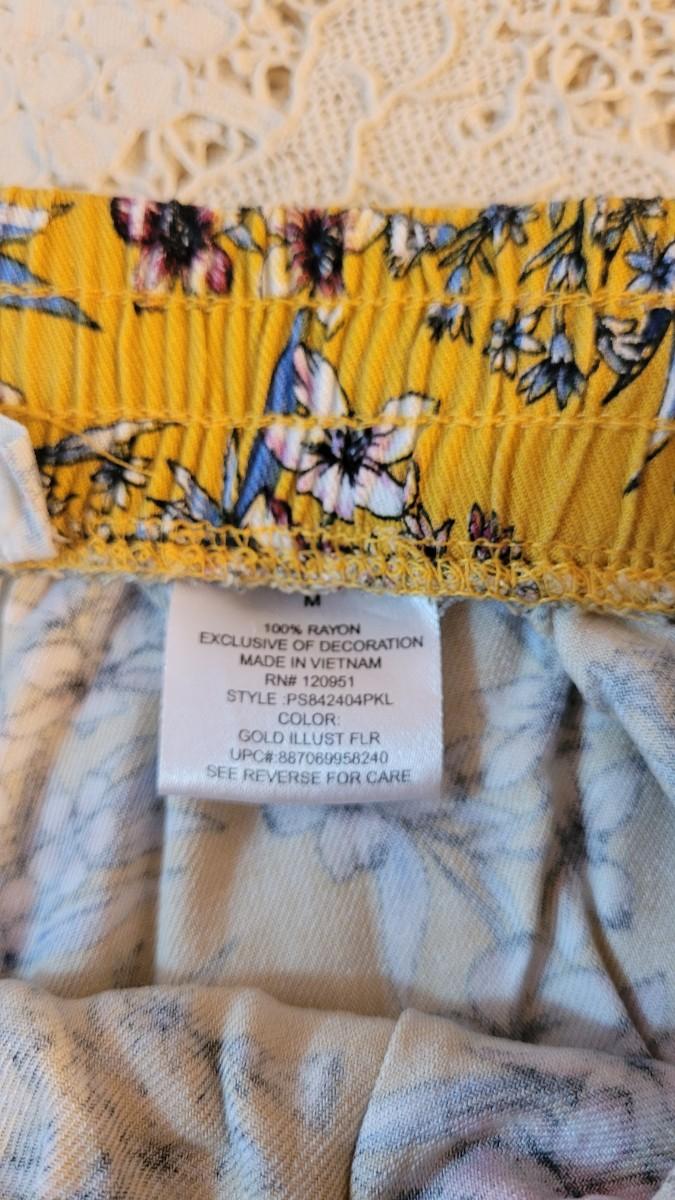 M
100% RAYON
EXCLUSIVE OF DECORATION
MADE IN VIETNAM
RN# 120951
STYLE :PS842404PKL
COLOR:
GOLD ILLUST FLR
UPC#:887069958240
SEE REVERSE FOR CARE